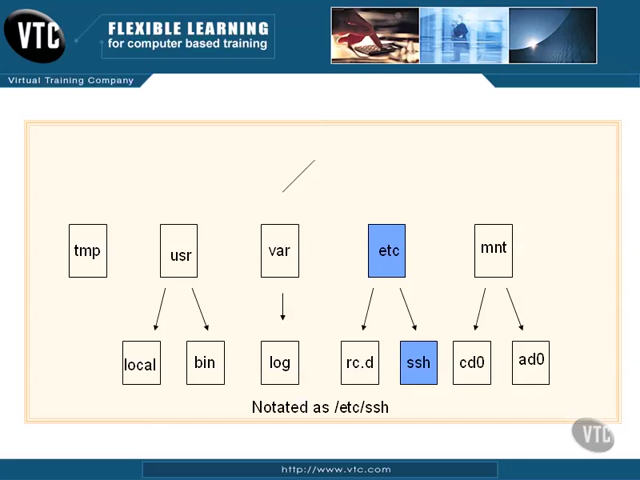 VTC
FLEXIBLE LEARNING
for computer based training
Virtual Training Company
/
tmp usr var etc mnt
local bin log rc.d ssh cd0 ad0
Notated as /etc/ssh
VTC
http://www.vtc.com